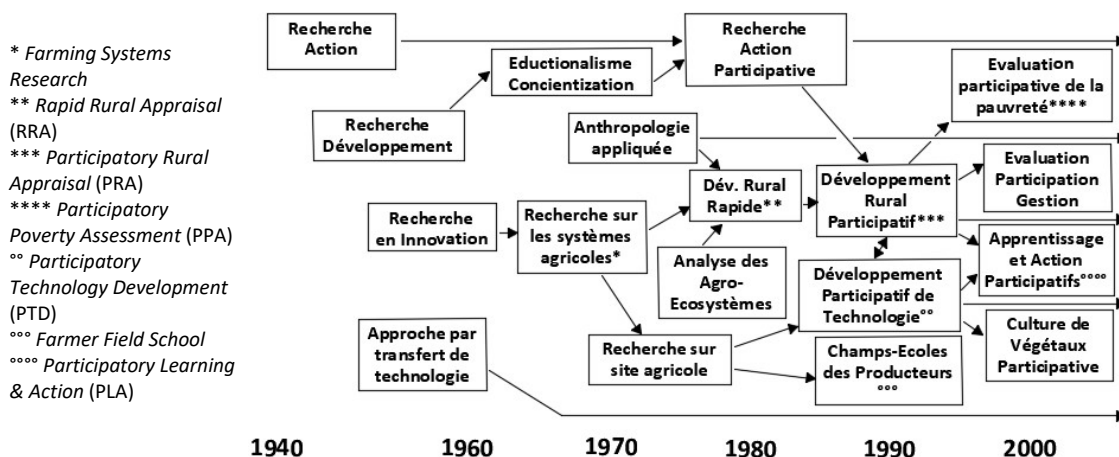 * Farming Systems
Research
** Rapid Rural Appraisal
(RRA)
*** Participatory Rural
Appraisal (PRA)
**** Participatory
Poverty Assessment (PPA)
°° Participatory
Technology Development
(PTD)
°°° Farmer Field School
°°°° Participatory Learning
& Action (PLA)
Recherche
Action
Recherche
Action
Participative
Eductionalisme
Concientization
Evaluation
participative de la
pauvreté****
Recherche
Développement
Anthropologie
appliquée
Evaluation
Participation
Gestion
Dév. Rural
Rapide**
Développement
Rural
Participatif***
Recherche
en Innovation
Recherche sur
les systèmes
agricoles*
Analyse des
Agro-
Ecosystèmes
Apprentissage
et Action
Participatifs°°°°
Développement
Participatif de
Technologie°°
Approche par
transfert de
technologie
Recherche sur
site agricole
Champs-Ecoles
des Producteurs
°°°
Culture de
Végétaux
Participative
1940 1960 1970 1980 1990 2000